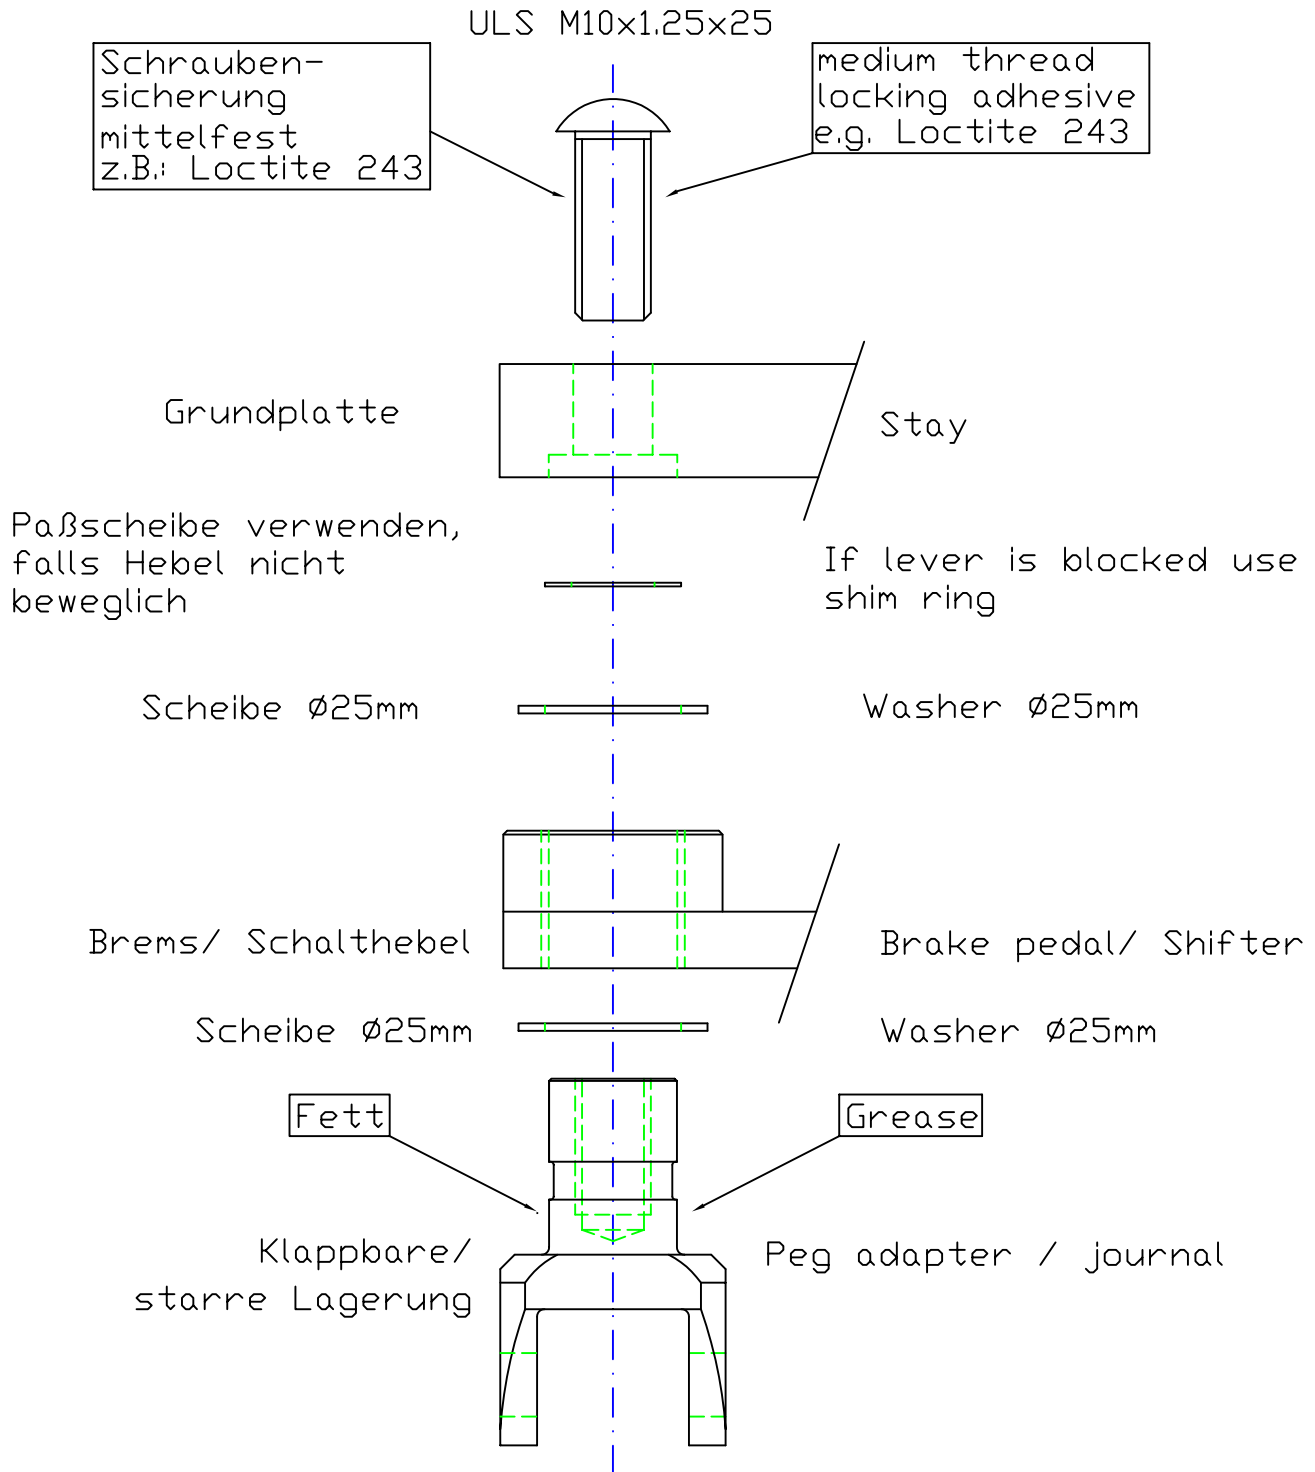 ULS M10x1.25x25
Schrauben-
sicherung
mittelfest
z.B.: Loctite 243
medium thread
locking adhesive
e.g. Loctite 243
Grundplatte
Stay
Paßscheibe verwenden,
falls Hebel nicht
beweglich
If lever is blocked use
shim ring
Scheibe Ø25mm
Washer Ø25mm
Brems/ Schalthebel
Brake pedal/ Shifter
Scheibe Ø25mm
Washer Ø25mm
Fett
Grease
Klappbare/
starre Lagerung
Peg adapter / journal